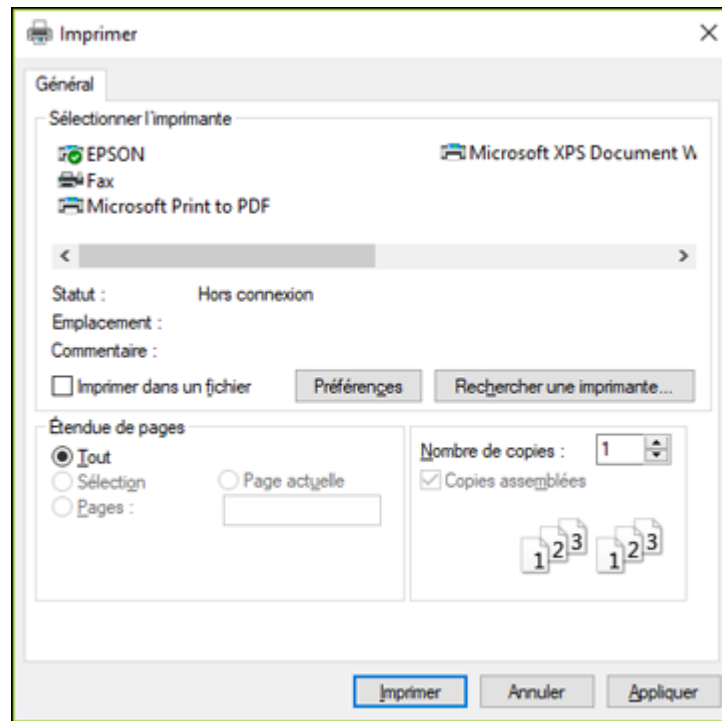 Imprimer
Général
Sélectionner l'imprimante
EPSON
Microsoft XPS Document W
Fax
Microsoft Print to PDF
Statut : Hors connexion
Emplacement :
Commentaire :
Imprimer dans un fichier
Préférences
Rechercher une imprimante...
Étendue de pages
Tout
Sélection
Page actuelle
Pages :
Nombre de copies : 1
Copies assemblées
1 2 3 1 2 3
Imprimer
Annuler
Appliquer